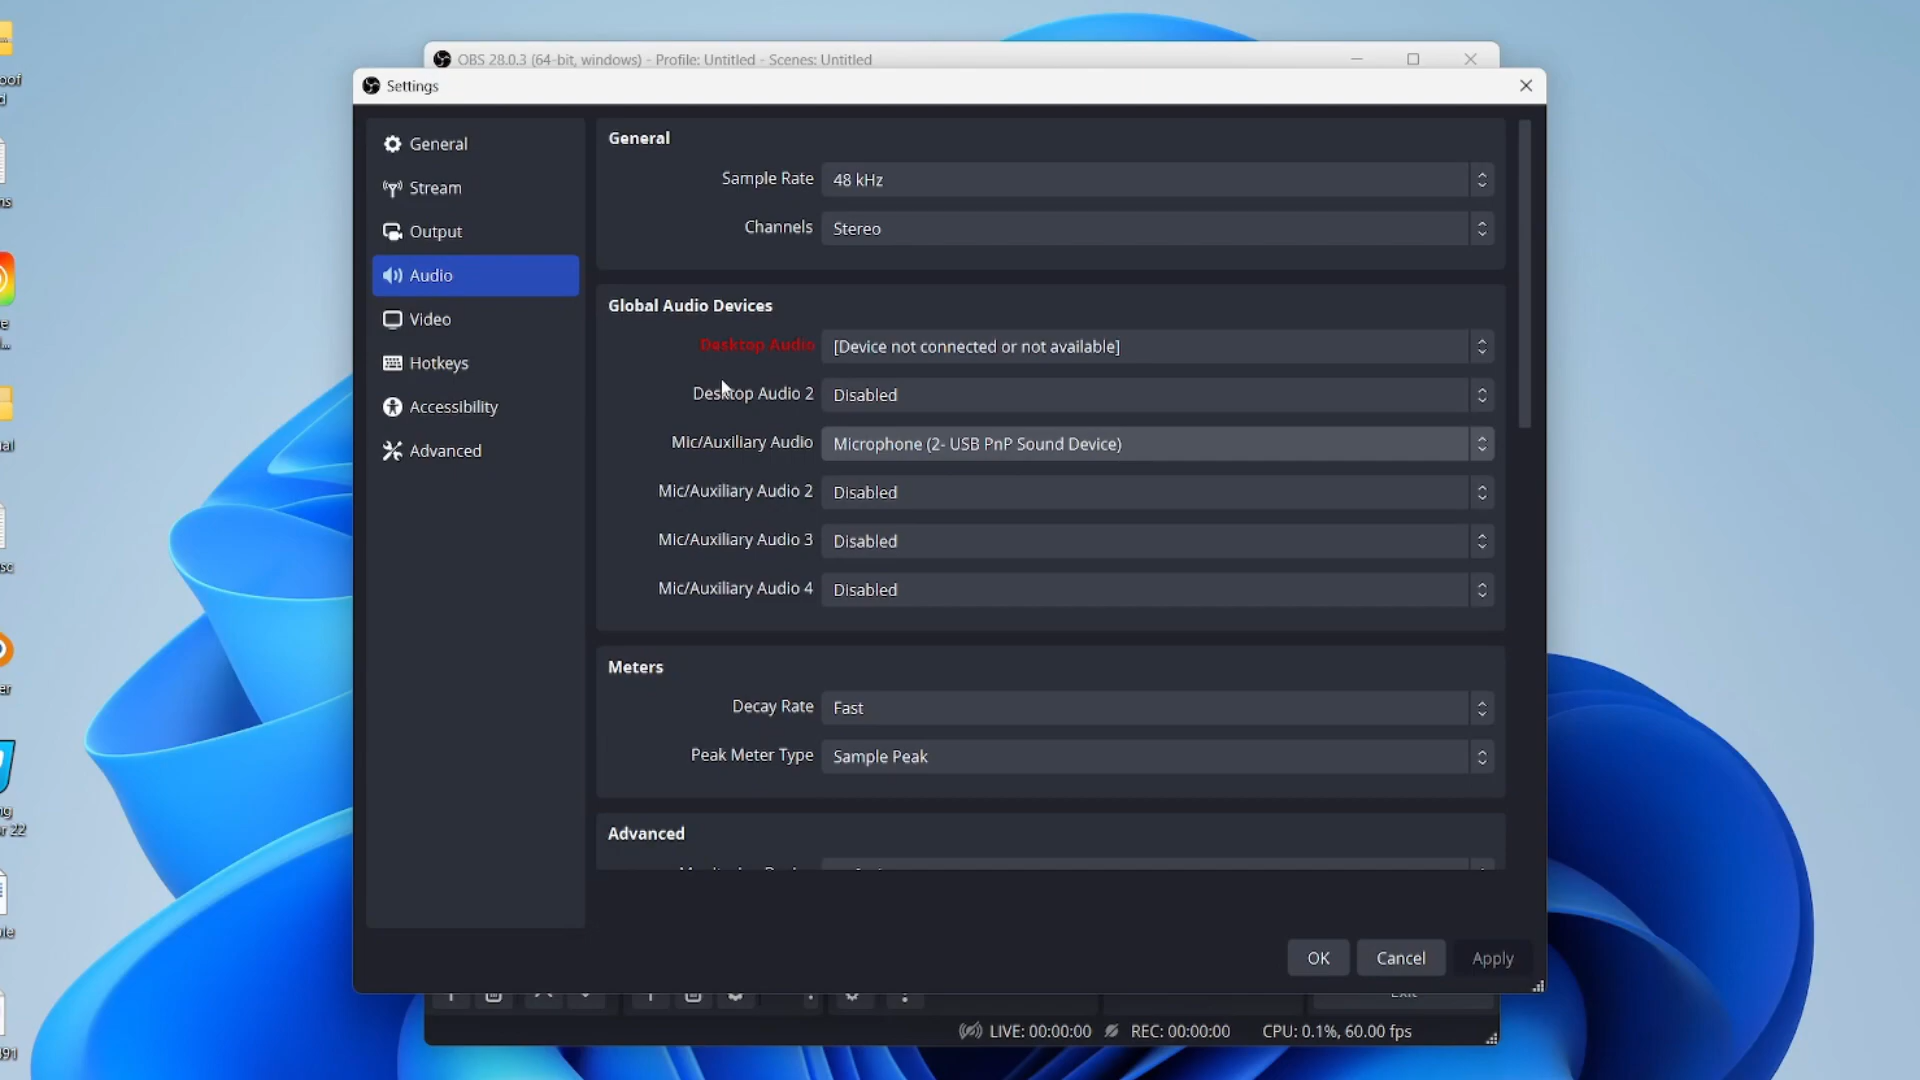 OBS 28.0.3 (64-bit, windows) - Profile: Untitled - Scenes: Untitled
Settings
General
Stream
Output
Audio
Video
Hotkeys
Accessibility
Advanced
General
Sample Rate 48 kHz
Channels Stereo
Global Audio Devices
Desktop Audio [Device not connected or not available]
Desktop Audio 2 Disabled
Mic/Auxiliary Audio Microphone (2- USB PnP Sound Device)
Mic/Auxiliary Audio 2 Disabled
Mic/Auxiliary Audio 3 Disabled
Mic/Auxiliary Audio 4 Disabled
Meters
Decay Rate Fast
Peak Meter Type Sample Peak
Advanced
OK Cancel Apply
LIVE: 00:00:00 REC: 00:00:00 CPU: 0.1%, 60.00 fps